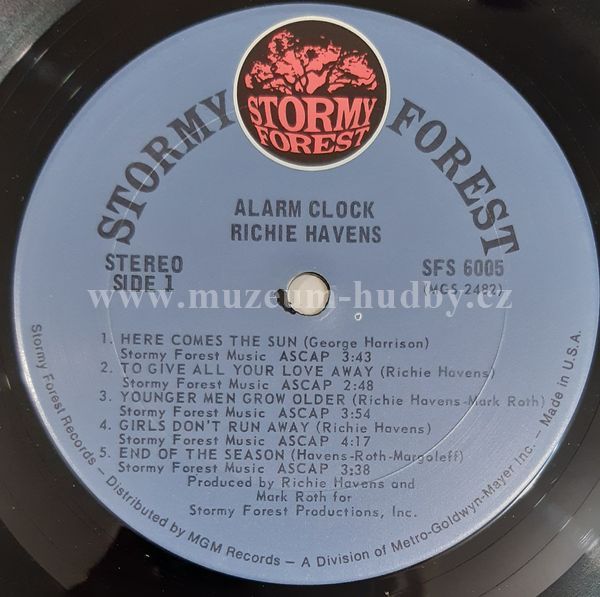 STORMY FOREST
STORMY
FOREST
ALARM CLOCK
RICHIE HAVENS
STEREO
SIDE 1
SFS 6005
(MGS 2482)
www.muzeum-hudby.cz
1. HERE COMES THE SUN (George Harrison)
Stormy Forest Music ASCAP 3:43
2. TO GIVE ALL YOUR LOVE AWAY (Richie Havens)
Stormy Forest Music ASCAP 2:48
3. YOUNGER MEN GROW OLDER (Richie Havens-Mark Roth)
Stormy Forest Music ASCAP 3:54
4. GIRLS DON'T RUN AWAY (Richie Havens)
Stormy Forest Music ASCAP 4:17
5. END OF THE SEASON (Havens-Roth-Margoleff)
Stormy Forest Music ASCAP 3:38
Produced by Richie Havens and
Mark Roth for
Stormy Forest Productions, Inc.
Stormy Forest Records – Distributed by MGM Records – A Division of Metro-Goldwyn-Mayer Inc. – Made in U.S.A.